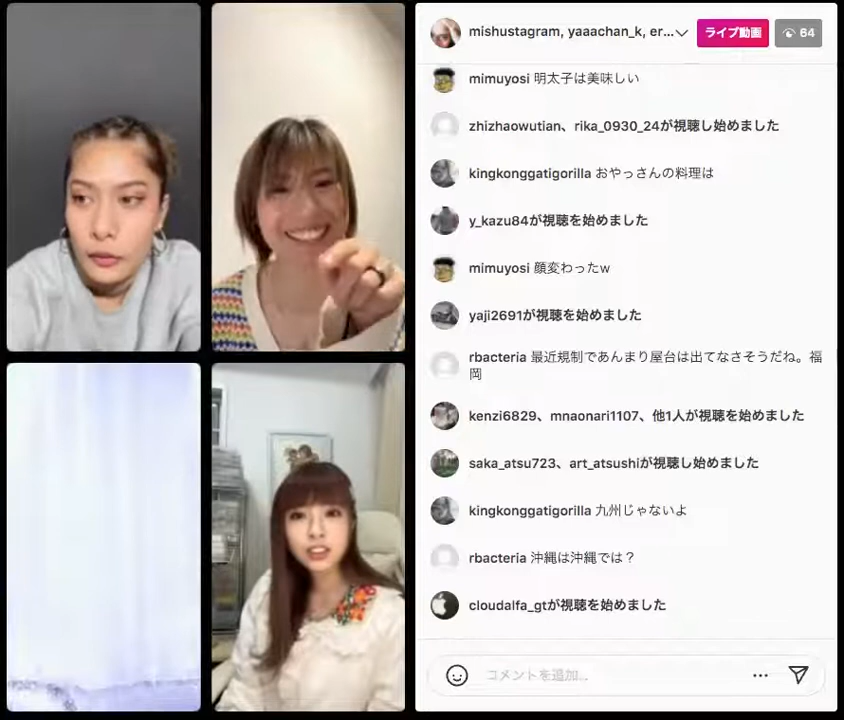 mishustagram, yaaachan_k, er...
ライブ動画
64
mimuyosi 明太子は美味しい
zhizhaowutian、rika_0930_24が視聴し始めました
kingkonggatigorilla おやっさんの料理は
y_kazu84が視聴を始めました
mimuyosi 顔変わったw
yaji2691が視聴を始めました
rbacteria 最近規制であんまり屋台は出てなさそうだね。福
岡
kenzi6829、mnaonari1107、他1人が視聴を始めました
saka_atsu723、art_atsushiが視聴し始めました
kingkonggatigorilla 九州じゃないよ
rbacteria 沖縄は沖縄では？
cloudalfa_gtが視聴を始めました
コメントを追加...